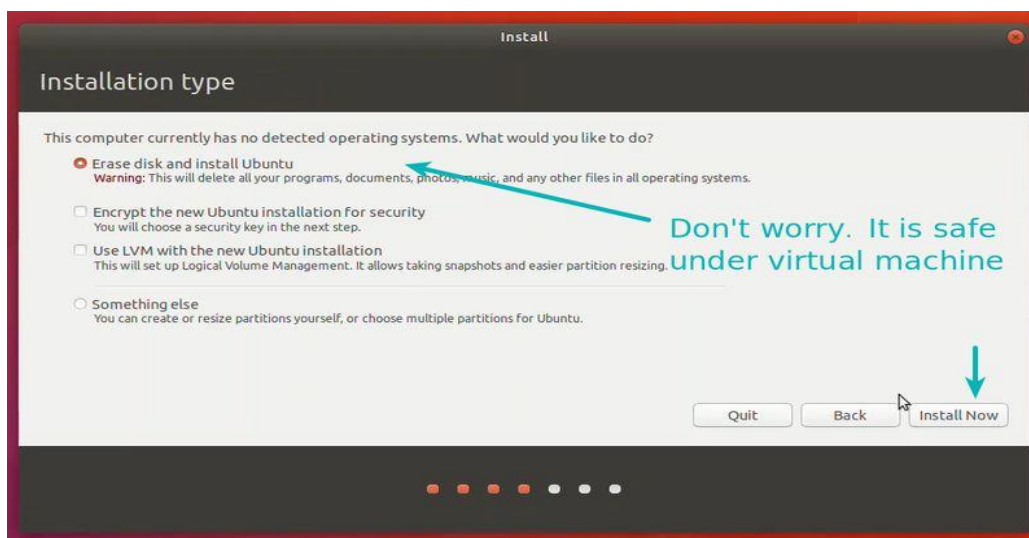 Install
Installation type
This computer currently has no detected operating systems. What would you like to do?
Erase disk and install Ubuntu
Warning: This will delete all your programs, documents, photos, music, and any other files in all operating systems.
Encrypt the new Ubuntu installation for security
You will choose a security key in the next step.
Use LVM with the new Ubuntu installation
This will set up Logical Volume Management. It allows taking snapshots and easier partition resizing.
Don't worry. It is safe
under virtual machine
Something else
You can create or resize partitions yourself, or choose multiple partitions for Ubuntu.
Quit
Back
Install Now